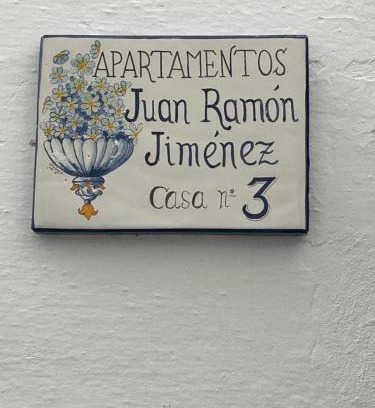 APARTAMENTOS
Juan Ramón
Jiménez
Casa nº 3